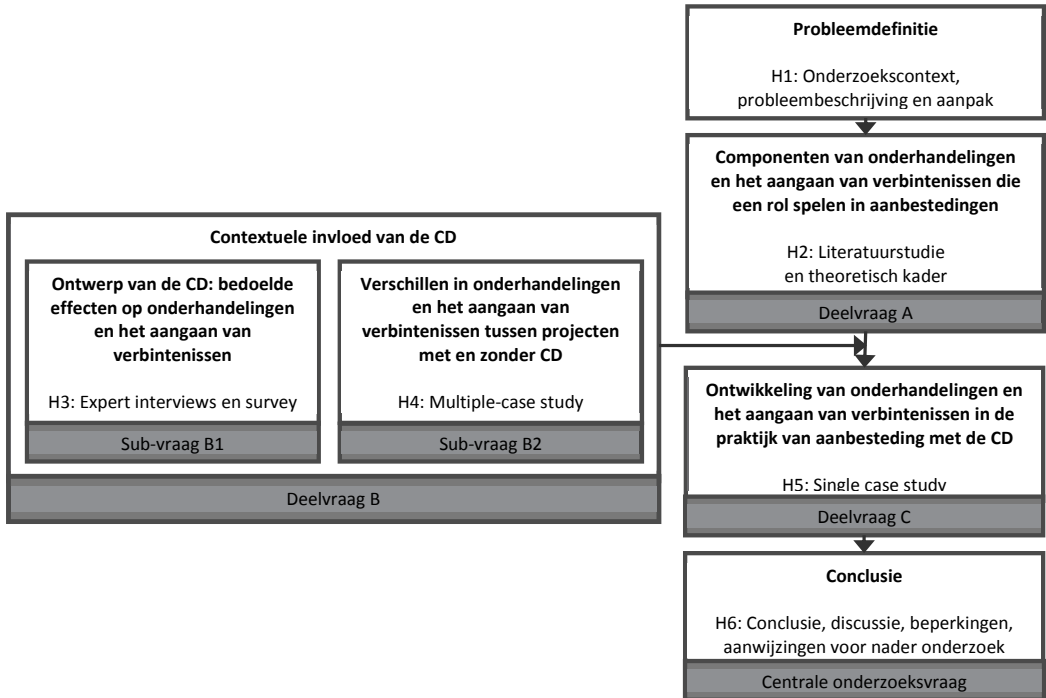 Probleemdefinitie
H1: Onderzoekscontext,
probleembeschrijving en aanpak
Componenten van onderhandelingen
en het aangaan van verbintenissen die
een rol spelen in aanbestedingen
H2: Literatuurstudie
en theoretisch kader
Deelvraag A
Contextuele invloed van de CD
Ontwerp van de CD: bedoelde
effecten op onderhandelingen
en het aangaan van
verbintenissen
H3: Expert interviews en survey
Sub-vraag B1
Verschillen in onderhandelingen
en het aangaan van
verbintenissen tussen projecten
met en zonder CD
H4: Multiple-case study
Sub-vraag B2
Deelvraag B
Ontwikkeling van onderhandelingen en
het aangaan van verbintenissen in de
praktijk van aanbesteding met de CD
H5: Single case study
Deelvraag C
Conclusie
H6: Conclusie, discussie, beperkingen,
aanwijzingen voor nader onderzoek
Centrale onderzoeksvraag